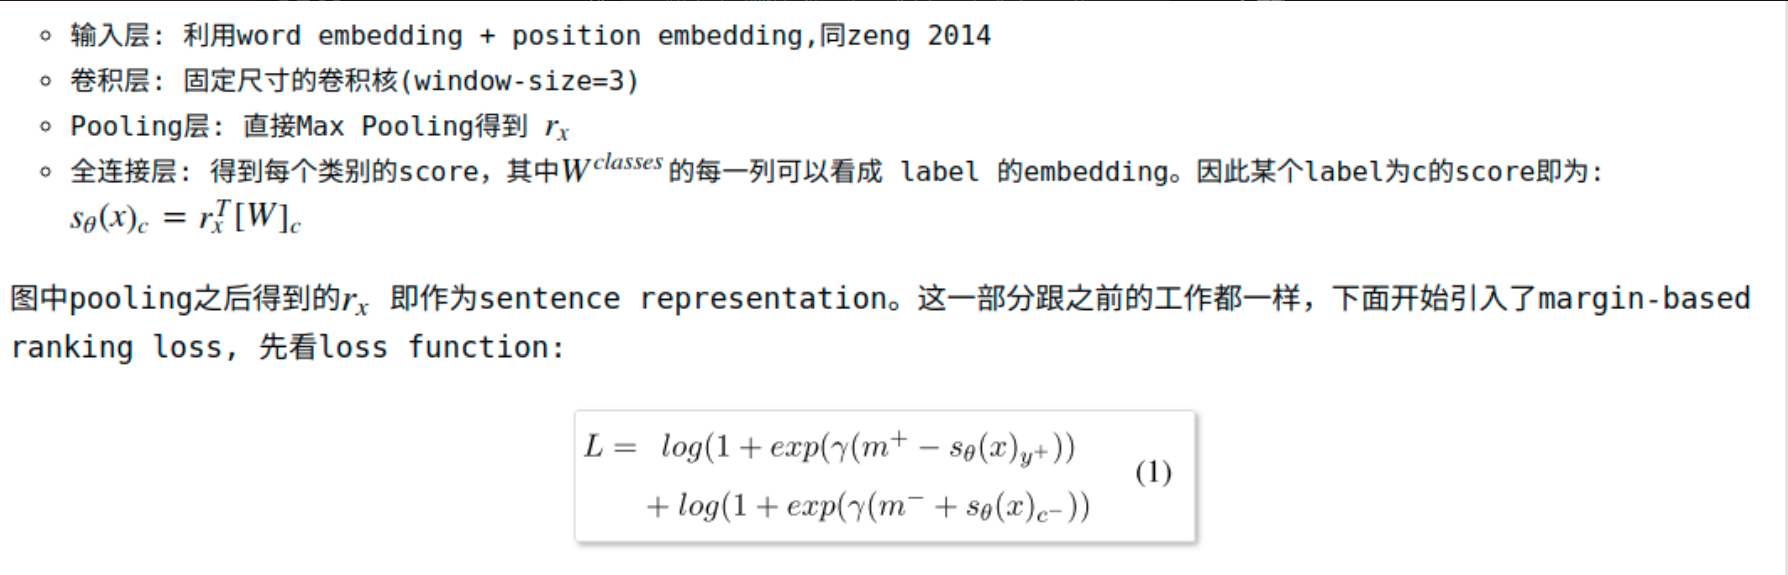 输入层: 利用word embedding + position embedding,同zeng 2014
卷积层: 固定尺寸的卷积核(window-size=3)
Pooling层: 直接Max Pooling得到 r_x
全连接层: 得到每个类别的score，其中W^{classes}的每一列可以看成 label 的embedding。因此某个label为c的score即为:
s_θ(x)_c = r_x^T[W]_c
图中pooling之后得到的r_x 即作为sentence representation。这一部分跟之前的工作都一样，下面开始引入了margin-based
ranking loss, 先看loss function:
L = log(1 + exp(γ(m^+ − s_θ(x)_{y^+}))
+ log(1 + exp(γ(m^− + s_θ(x)_{c^−}))
(1)